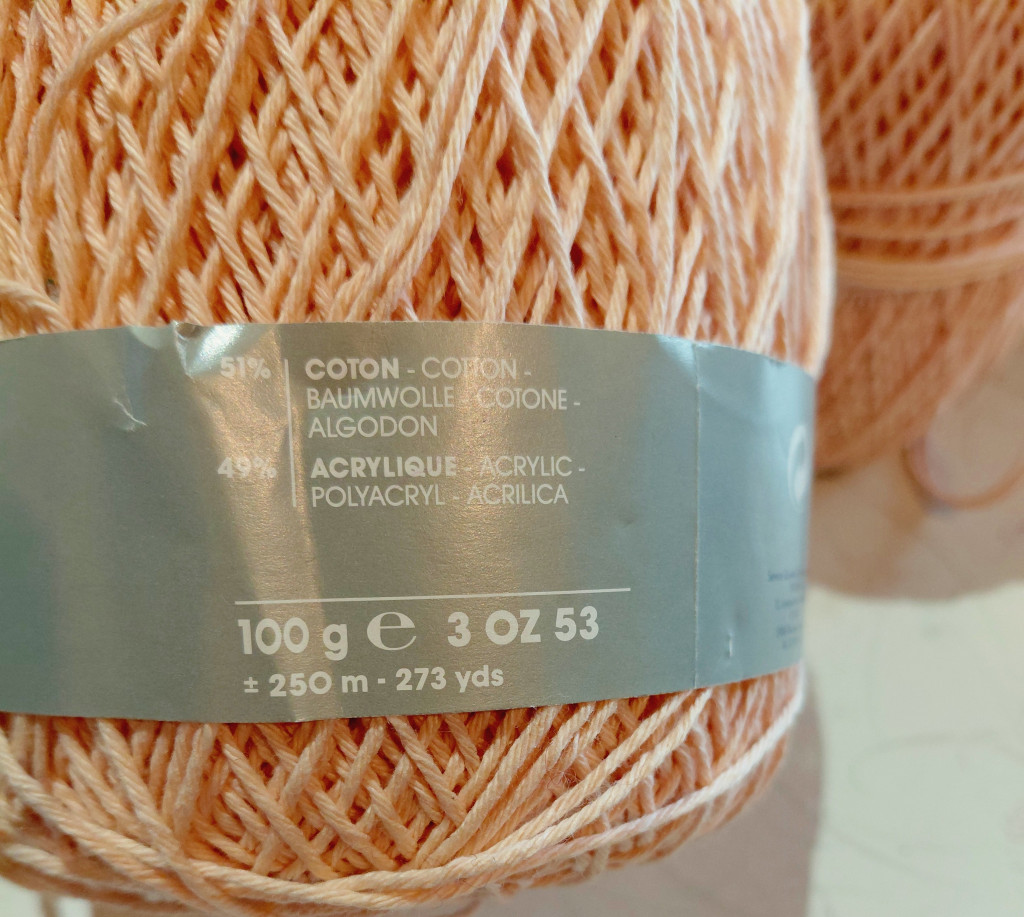 51% COTON - COTTON -
BAUMWOLLE COTONE -
ALGODON
49% ACRYLIQUE - ACRYLIC -
POLYACRYL - ACRILICA
100 g e 3 OZ 53
± 250 m - 273 yds